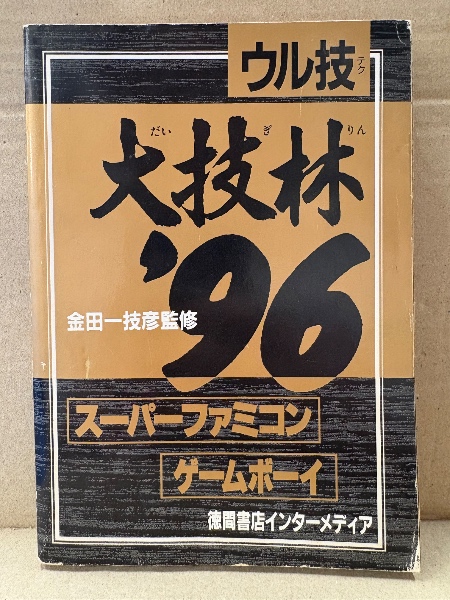 ウル技
テク
だい ぎ りん
大技林
'96
金田一技彦監修
スーパーファミコン
ゲームボーイ
徳間書店インターメディア